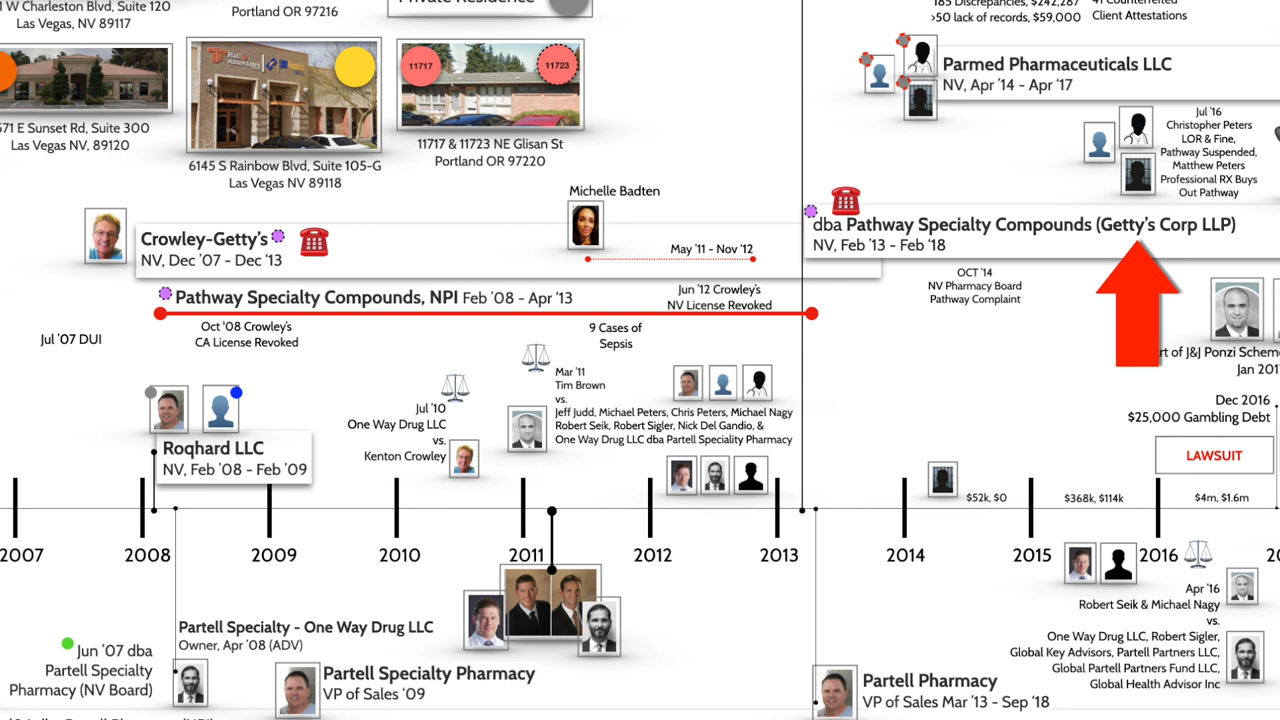 1 W Charleston Blvd, Suite 120
Las Vegas, NV 89117
Portland OR 97216
Private Residence
185 Discrepancies, $242,287
>50 lack of records, $59,000
41 Counterfeited
Client Attestations
11717
11723
571 E Sunset Rd, Suite 300
Las Vegas NV, 89120
6145 S Rainbow Blvd, Suite 105-G
Las Vegas NV 89118
11717 & 11723 NE Glisan St
Portland OR 97220
Parmed Pharmaceuticals LLC
NV, Apr '14 - Apr '17
Jul '16
Christopher Peters
LOR & Fine,
Pathway Suspended,
Matthew Peters
Professional RX Buys
Out Pathway
Michelle Badten
Crowley-Getty's
NV, Dec '07 - Dec '13
May '11 - Nov '12
dba Pathway Specialty Compounds (Getty's Corp LLP)
NV, Feb '13 - Feb '18
Pathway Specialty Compounds, NPI Feb '08 - Apr '13
Jun '12 Crowley's
NV License Revoked
OCT '14
NV Pharmacy Board
Pathway Complaint
Jul '07 DUI
Oct '08 Crowley's
CA License Revoked
9 Cases of
Sepsis
rt of J&J Ponzi Scheme
Jan 201
Mar '11
Tim Brown
vs.
Jeff Judd, Michael Peters, Chris Peters, Michael Nagy
Robert Seik, Robert Sigler, Nick Del Gandio, &
One Way Drug LLC dba Partell Speciality Pharmacy
Jul '10
One Way Drug LLC
vs.
Kenton Crowley
Dec 2016
$25,000 Gambling Debt
LAWSUIT
Roqhard LLC
NV, Feb '08 - Feb '09
$52k, $0
$368k, $114k
$4m, $1.6m
2007
2008
2009
2010
2011
2012
2013
2014
2015
2016
20
Apr '16
Robert Seik & Michael Nagy
vs.
One Way Drug LLC, Robert Sigler,
Global Key Advisors, Partell Partners LLC,
Global Partell Partners Fund LLC,
Global Health Advisor Inc
Jun '07 dba
Partell Specialty
Pharmacy (NV Board)
Partell Specialty - One Way Drug LLC
Owner, Apr '08 (ADV)
Partell Specialty Pharmacy
VP of Sales '09
Partell Pharmacy
VP of Sales Mar '13 - Sep '18